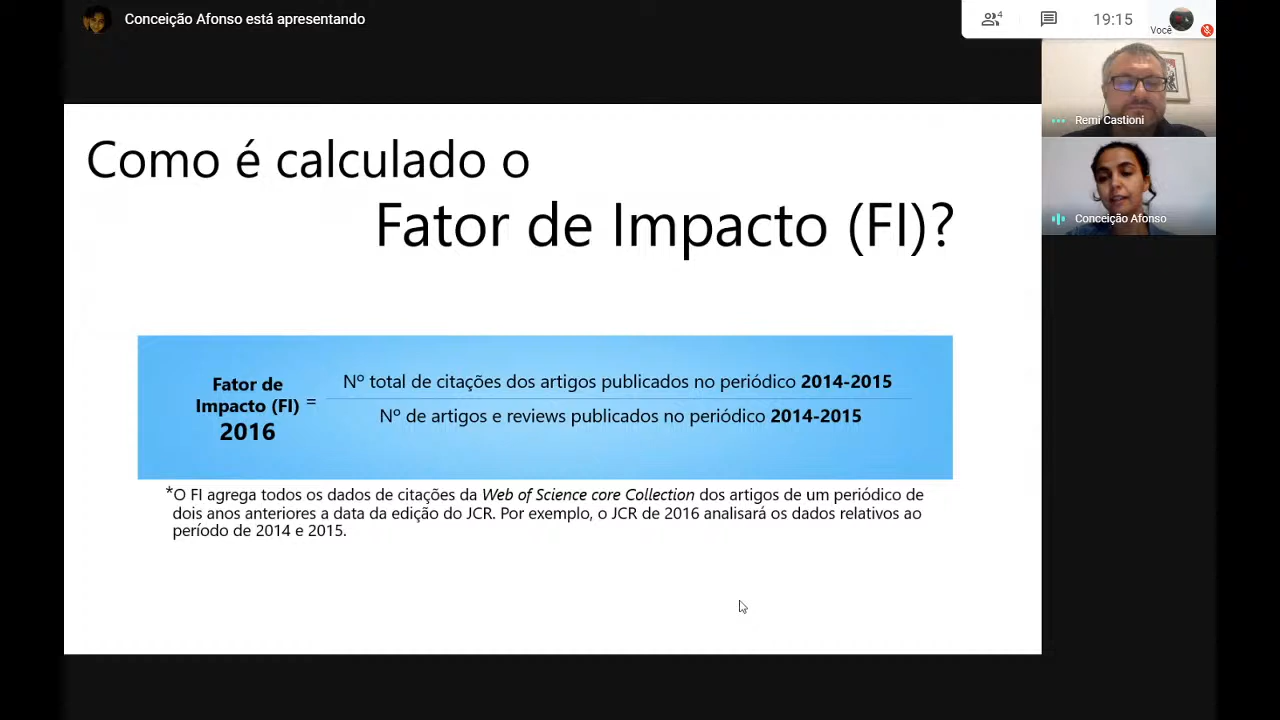 Conceição Afonso está apresentando
4
19:15
Você
Remi Castioni
Conceição Afonso
Como é calculado o
Fator de Impacto (FI)?
Fator de
Impacto (FI) =
2016
Nº total de citações dos artigos publicados no periódico 2014-2015
Nº de artigos e reviews publicados no periódico 2014-2015
*O FI agrega todos os dados de citações da Web of Science core Collection dos artigos de um periódico de
dois anos anteriores a data da edição do JCR. Por exemplo, o JCR de 2016 analisará os dados relativos ao
período de 2014 e 2015.